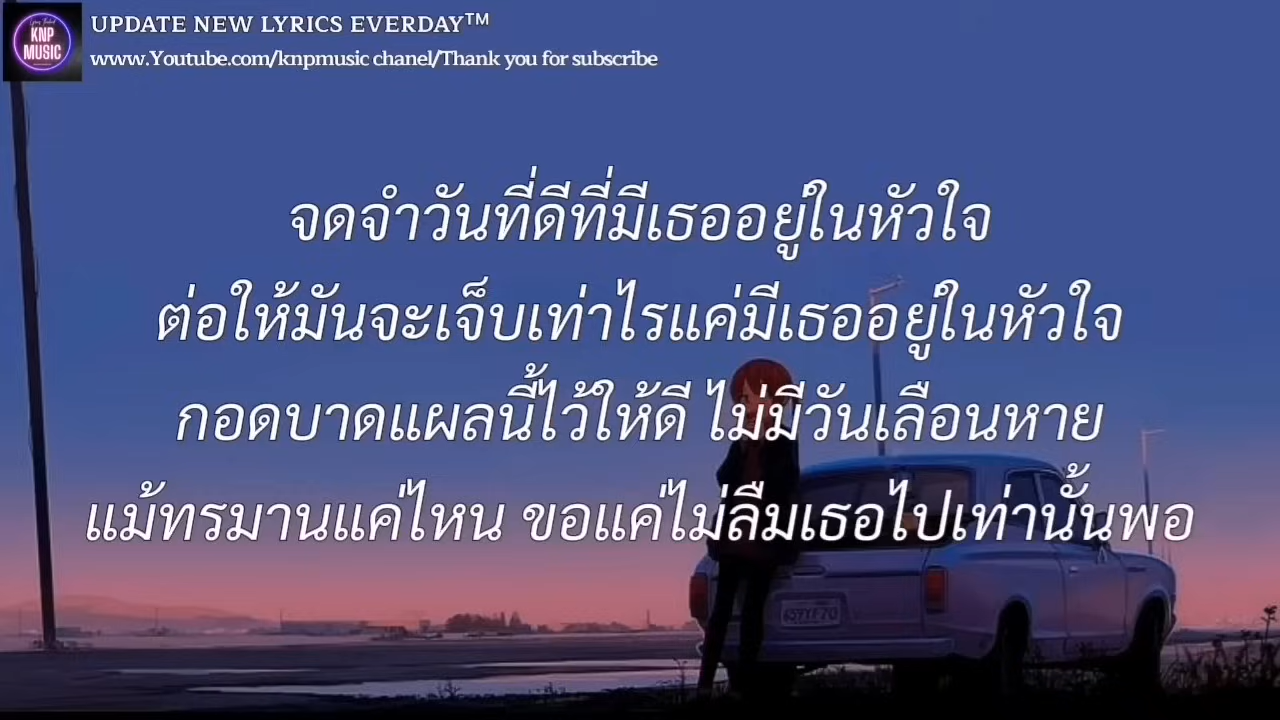 KNP
MUSIC
UPDATE NEW LYRICS EVERDAY™
www.Youtube.com/knpmusic chanel/Thank you for subscribe
จดจำวันที่ดีที่มีเธออยู่ในหัวใจ
ต่อให้มันจะเจ็บเท่าไรแค่มีเธออยู่ในหัวใจ
กอดบาดแผลนี้ไว้ให้ดี ไม่มีวันเลือนหาย
แม้ทรมานแค่ไหน ขอแค่ไม่ลืมเธอไปเท่านั้นพอ